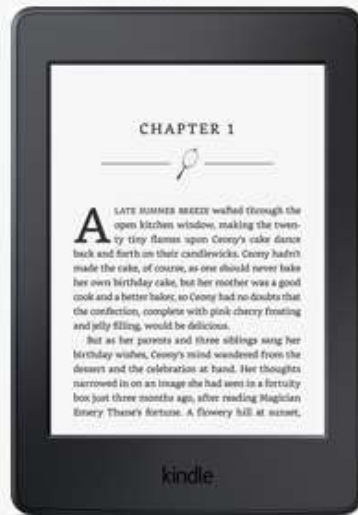 CHAPTER 1
A LATE SUMMER BREEZE wafted through the
open kitchen window, making the twen-
ty tiny flames upon Ceony's cake dance
back and forth on their candlewicks. Ceony hadn't
made the cake, of course, as one should never bake
her own birthday cake, but her mother was a good
cook and a better baker, so Ceony had no doubts that
the confection, complete with pink cherry frosting
and jelly filling, would be delicious.
But as her parents and three siblings sang her
birthday wishes, Ceony's mind wandered from the
dessert and the celebration at hand. Her thoughts
narrowed in on an image she had seen in a fortuity
box just three months ago, after reading Magician
Emery Thane's fortune. A flowery hill at sunset,
kindle